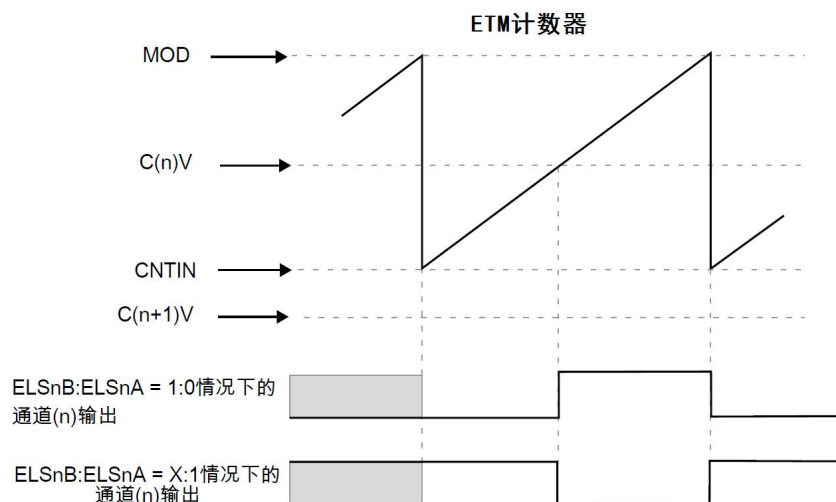 ETM计数器
MOD
C(n)V
CNTIN
C(n+1)V
ELSnB:ELSnA = 1:0情况下的
通道(n)输出
ELSnB:ELSnA = X:1情况下的
通道(n)输出